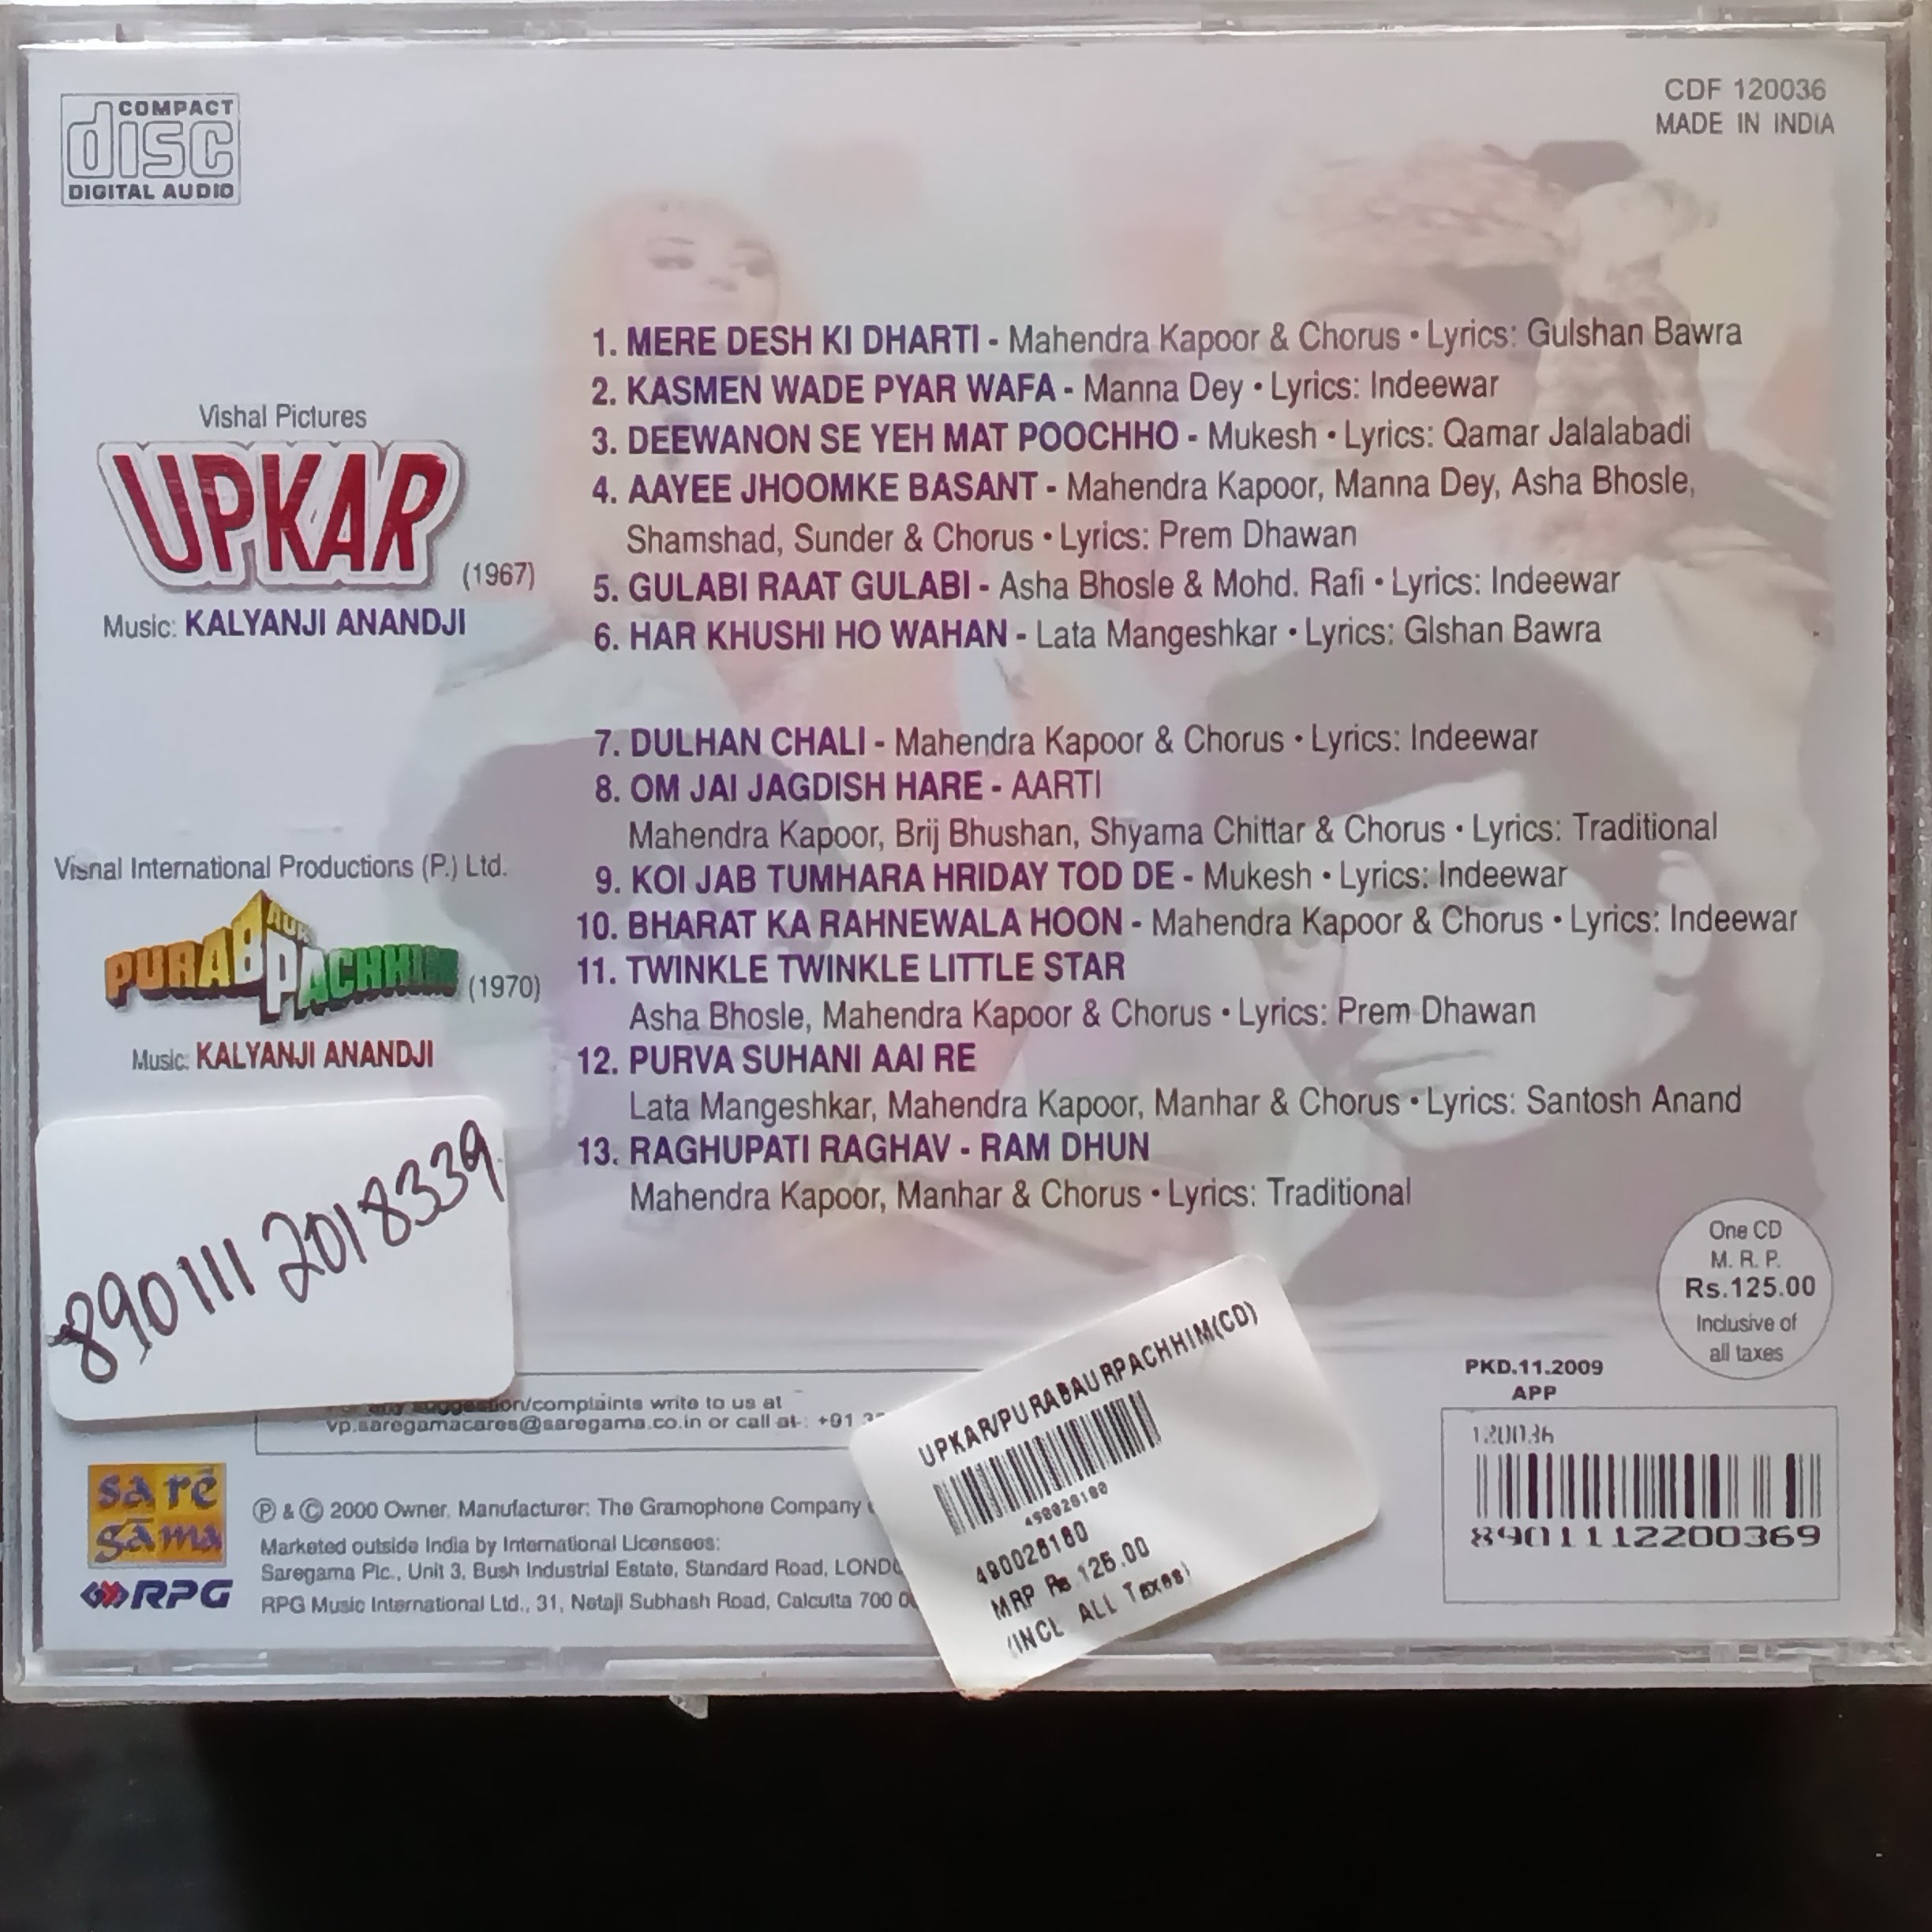 COMPACT
disc
DIGITAL AUDIO
CDF 120036
MADE IN INDIA
Vishal Pictures
UPKAR
(1967)
Music: KALYANJI ANANDJI
1. MERE DESH KI DHARTI - Mahendra Kapoor & Chorus • Lyrics: Gulshan Bawra
2. KASMEN WADE PYAR WAFA - Manna Dey • Lyrics: Indeewar
3. DEEWANON SE YEH MAT POOCHHO - Mukesh • Lyrics: Qamar Jalalabadi
4. AAYEE JHOOMKE BASANT - Mahendra Kapoor, Manna Dey, Asha Bhosle,
Shamshad, Sunder & Chorus • Lyrics: Prem Dhawan
5. GULABI RAAT GULABI - Asha Bhosle & Mohd. Rafi • Lyrics: Indeewar
6. HAR KHUSHI HO WAHAN - Lata Mangeshkar • Lyrics: Glshan Bawra
Vishal International Productions (P.) Ltd.
PURAB AUR PACHHIM
(1970)
Music: KALYANJI ANANDJI
7. DULHAN CHALI - Mahendra Kapoor & Chorus • Lyrics: Indeewar
8. OM JAI JAGDISH HARE - AARTI
Mahendra Kapoor, Brij Bhushan, Shyama Chittar & Chorus • Lyrics: Traditional
9. KOI JAB TUMHARA HRIDAY TOD DE - Mukesh • Lyrics: Indeewar
10. BHARAT KA RAHNEWALA HOON - Mahendra Kapoor & Chorus • Lyrics: Indeewar
11. TWINKLE TWINKLE LITTLE STAR
Asha Bhosle, Mahendra Kapoor & Chorus • Lyrics: Prem Dhawan
12. PURVA SUHANI AAI RE
Lata Mangeshkar, Mahendra Kapoor, Manhar & Chorus • Lyrics: Santosh Anand
13. RAGHUPATI RAGHAV - RAM DHUN
Mahendra Kapoor, Manhar & Chorus • Lyrics: Traditional
8901112018339
One CD
M. R. P.
Rs.125.00
Inclusive of
all taxes
PKD.11.2009
APP
120036
8901112200369
suggestion/complaints write to us at
vp.saregamacares@saregama.co.in or call at : +91
UPKAR/PURABAURPACHHIM(CD)
490028180
490028180
MRP Rs 125.00
(INCL ALL Taxes)
sa rē
gāma
RPG
Ⓟ & © 2000 Owner, Manufacturer: The Gramophone Company
Marketed outside India by International Licensees:
Saregama Plc., Unit 3, Bush Industrial Estate, Standard Road,
RPG Music International Ltd., 31, Netaji Subhash Road, Calcutta 700